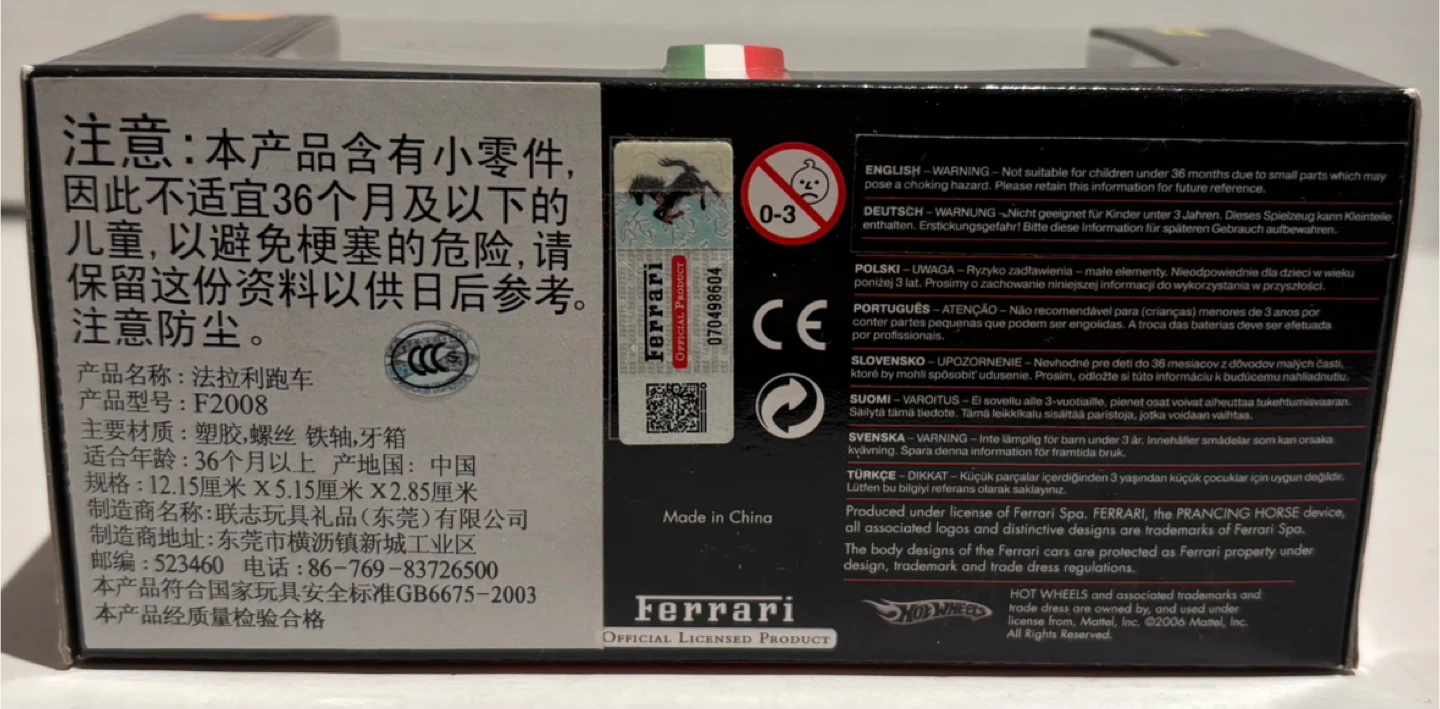 注意:本产品含有小零件,
因此不适宜36个月及以下的
儿童,以避免梗塞的危险,请
保留这份资料以供日后参考。
注意防尘。
CCC S
产品名称:法拉利跑车
产品型号:F2008
主要材质:塑胶,螺丝 铁轴,牙箱
适合年龄:36个月以上 产地国: 中国
规格:12.15厘米 X 5.15厘米 X 2.85厘米
制造商名称:联志玩具礼品(东莞)有限公司
制造商地址:东莞市横沥镇新城工业区
邮编:523460 电话:86-769-83726500
本产品符合国家玩具安全标准GB6675-2003
本产品经质量检验合格
Ferrari
OFFICIAL PRODUCT
070498604
0-3
CE
Made in China
Ferrari
OFFICIAL LICENSED PRODUCT
ENGLISH – WARNING – Not suitable for children under 36 months due to small parts which may
pose a choking hazard. Please retain this information for future reference.
DEUTSCH – WARNUNG – Nicht geeignet für Kinder unter 3 Jahren. Dieses Spielzeug kann Kleinteile
enthalten. Erstickungsgefahr! Bitte diese Information für späteren Gebrauch aufbewahren.
POLSKI – UWAGA – Ryzyko zadławienia – małe elementy. Nieodpowiednie dla dzieci w wieku
poniżej 3 lat. Prosimy o zachowanie niniejszej informacji do wykorzystania w przyszłości.
PORTUGUÊS – ATENÇÃO – Não recomendável para (crianças) menores de 3 anos por
conter partes pequenas que podem ser engolidas. A troca das baterias deve ser efetuada
por profissionais.
SLOVENSKO – UPOZORNENIE – Nevhodné pre deti do 36 mesiacov z dôvodov malých častí,
ktoré by mohli spôsobiť udusenie. Prosím, odložte si túto informáciu k budúcemu nahliadnutiu.
SUOMI – VAROITUS – Ei sovellu alle 3-vuotiaille, pienet osat voivat aiheuttaa tukehtumisvaaran.
Säilytä tämä tiedote. Tämä leikkikalu sisältää paristoja, jotka voidaan vaihtaa.
SVENSKA – VARNING – Inte lämplig för barn under 3 år. Innehåller smådelar som kan orsaka
kvävning. Spara denna information för framtida bruk.
TÜRKÇE – DIKKAT – Küçük parçalar içerdiğinden 3 yaşından küçük çocuklar için uygun değildir.
Lütfen bu bilgiyi referans olarak saklayınız.
Produced under license of Ferrari Spa. FERRARI, the PRANCING HORSE device,
all associated logos and distinctive designs are trademarks of Ferrari Spa.
The body designs of the Ferrari cars are protected as Ferrari property under
design, trademark and trade dress regulations.
HOT WHEELS
HOT WHEELS and associated trademarks and
trade dress are owned by, and used under
license from, Mattel, Inc. ©2006 Mattel, Inc.
All Rights Reserved.